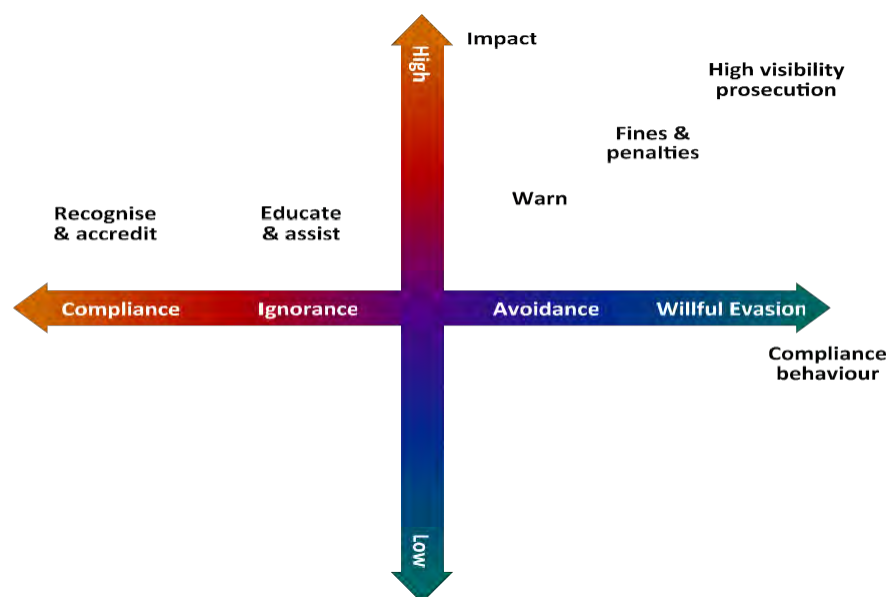 Impact
High
High visibility
prosecution
Fines &
penalties
Warn
Recognise
& accredit
Educate
& assist
Compliance
Ignorance
Avoidance
Willful Evasion
Compliance
behaviour
Low